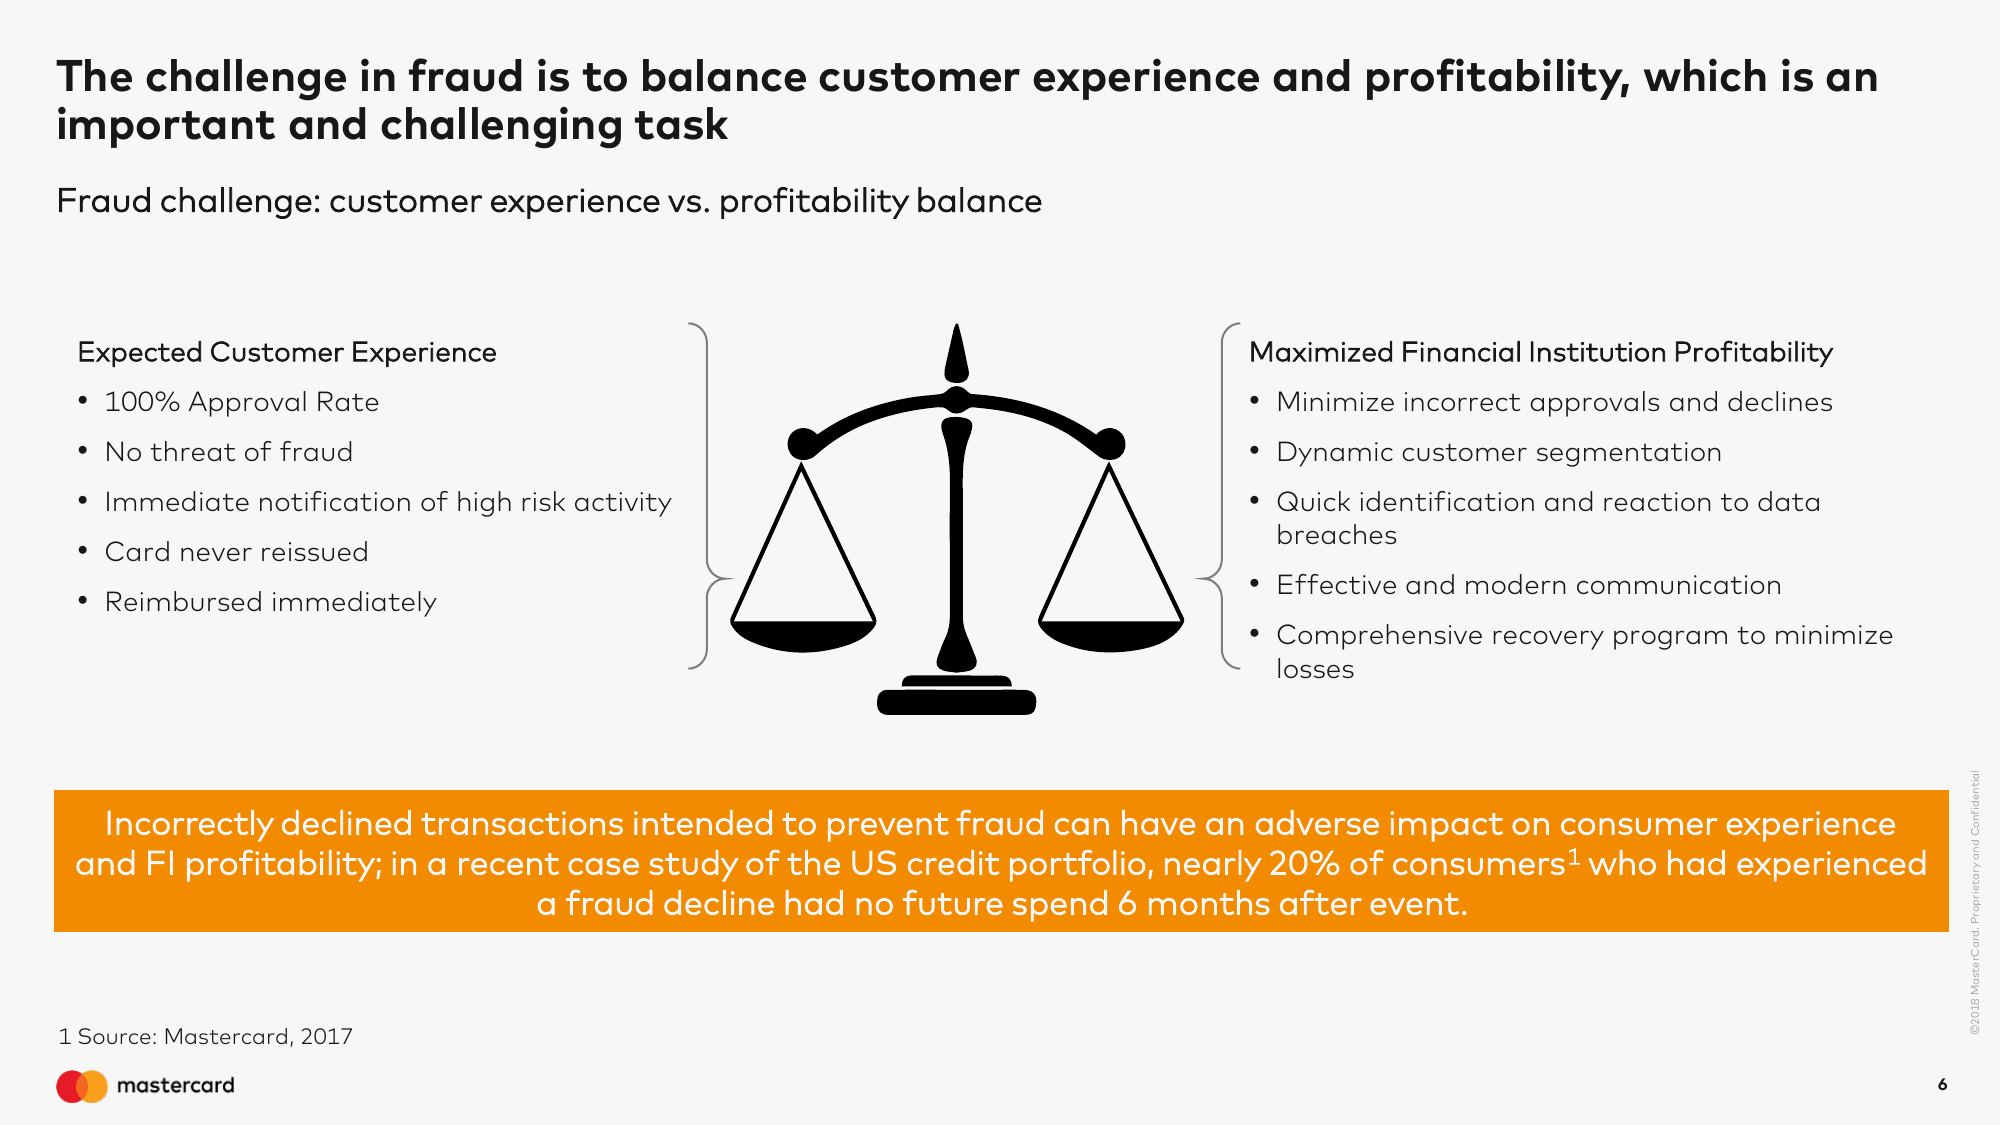 The challenge in fraud is to balance customer experience and profitability, which is an
important and challenging task
Fraud challenge: customer experience vs. profitability balance
Expected Customer Experience
• 100% Approval Rate
• No threat of fraud
• Immediate notification of high risk activity
• Card never reissued
• Reimbursed immediately
Maximized Financial Institution Profitability
• Minimize incorrect approvals and declines
• Dynamic customer segmentation
• Quick identification and reaction to data
breaches
• Effective and modern communication
• Comprehensive recovery program to minimize
losses
Incorrectly declined transactions intended to prevent fraud can have an adverse impact on consumer experience
and FI profitability; in a recent case study of the US credit portfolio, nearly 20% of consumers¹ who had experienced
a fraud decline had no future spend 6 months after event.
©2018 MasterCard. Proprietary and Confidential
1 Source: Mastercard, 2017
mastercard
6